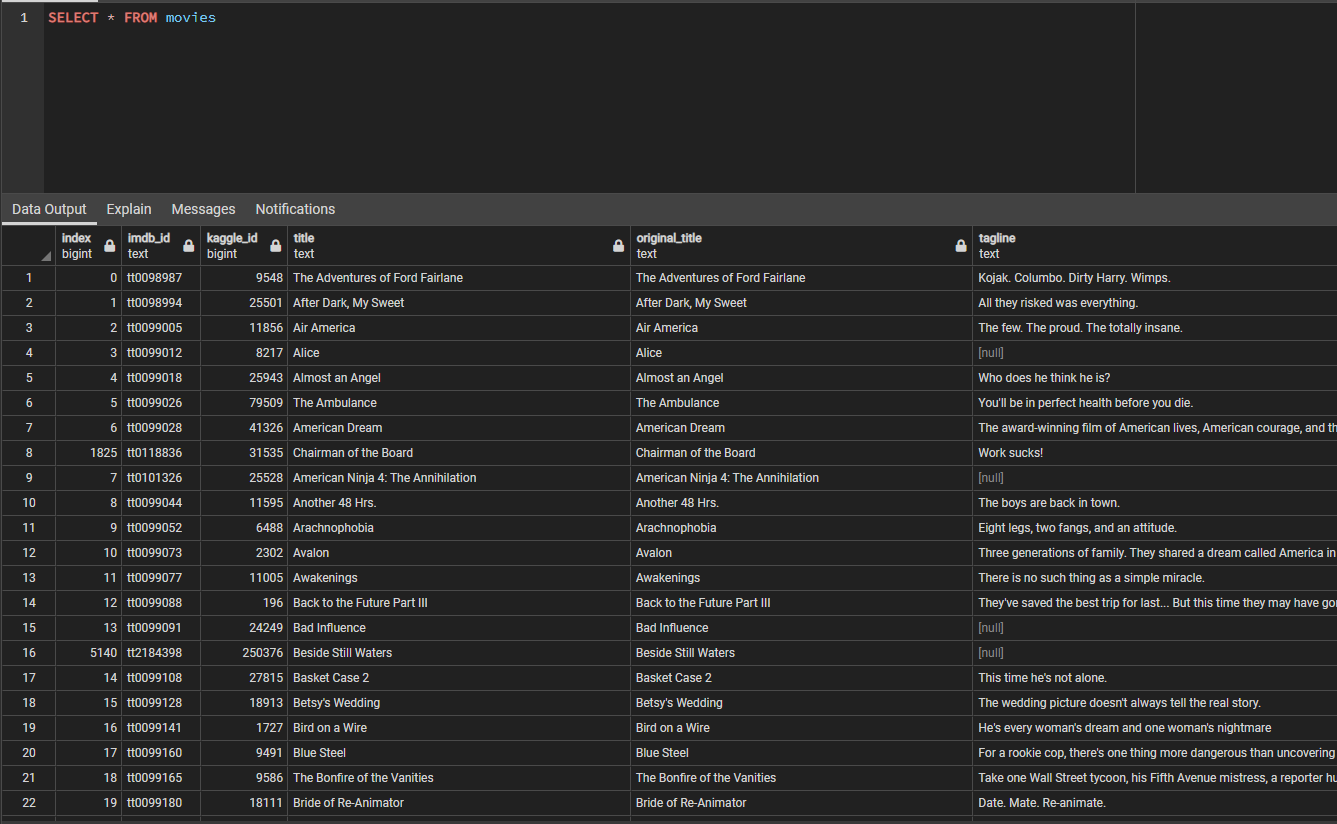 1 SELECT * FROM movies
Data Output Explain Messages Notifications
index imdb_id kaggle_id title original_title tagline
bigint text bigint text text text
1 0 tt0098987 9548 The Adventures of Ford Fairlane The Adventures of Ford Fairlane Kojak. Columbo. Dirty Harry. Wimps.
2 1 tt0098994 25501 After Dark, My Sweet After Dark, My Sweet All they risked was everything.
3 2 tt0099005 11856 Air America Air America The few. The proud. The totally insane.
4 3 tt0099012 8217 Alice Alice [null]
5 4 tt0099018 25943 Almost an Angel Almost an Angel Who does he think he is?
6 5 tt0099026 79509 The Ambulance The Ambulance You'll be in perfect health before you die.
7 6 tt0099028 41326 American Dream American Dream The award-winning film of American lives, American courage, and th
8 1825 tt0118836 31535 Chairman of the Board Chairman of the Board Work sucks!
9 7 tt0101326 25528 American Ninja 4: The Annihilation American Ninja 4: The Annihilation [null]
10 8 tt0099044 11595 Another 48 Hrs. Another 48 Hrs. The boys are back in town.
11 9 tt0099052 6488 Arachnophobia Arachnophobia Eight legs, two fangs, and an attitude.
12 10 tt0099073 2302 Avalon Avalon Three generations of family. They shared a dream called America in
13 11 tt0099077 11005 Awakenings Awakenings There is no such thing as a simple miracle.
14 12 tt0099088 196 Back to the Future Part III Back to the Future Part III They've saved the best trip for last... But this time they may have go
15 13 tt0099091 24249 Bad Influence Bad Influence [null]
16 5140 tt2184398 250376 Beside Still Waters Beside Still Waters [null]
17 14 tt0099108 27815 Basket Case 2 Basket Case 2 This time he's not alone.
18 15 tt0099128 18913 Betsy's Wedding Betsy's Wedding The wedding picture doesn't always tell the real story.
19 16 tt0099141 1727 Bird on a Wire Bird on a Wire He's every woman's dream and one woman's nightmare
20 17 tt0099160 9491 Blue Steel Blue Steel For a rookie cop, there's one thing more dangerous than uncovering
21 18 tt0099165 9586 The Bonfire of the Vanities The Bonfire of the Vanities Take one Wall Street tycoon, his Fifth Avenue mistress, a reporter hu
22 19 tt0099180 18111 Bride of Re-Animator Bride of Re-Animator Date. Mate. Re-animate.